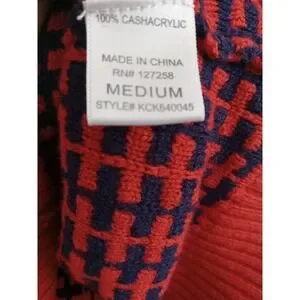 100% CASHACRYLIC
MADE IN CHINA
RN# 127258
MEDIUM
STYLE# KCK640045